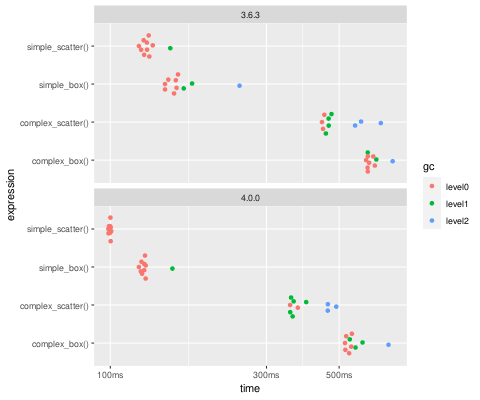 3.6.3
simple_scatter()
simple_box()
complex_scatter()
complex_box()
4.0.0
simple_scatter()
simple_box()
complex_scatter()
complex_box()
100ms
300ms
500ms
time
expression
gc
level0
level1
level2